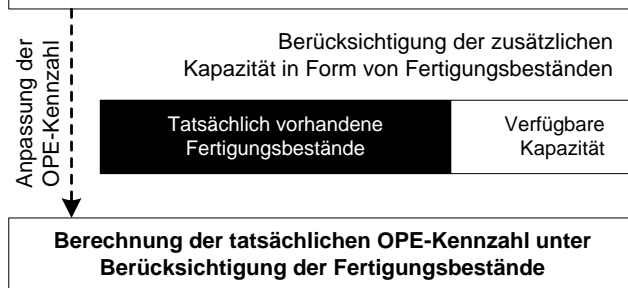 Berücksichtigung der zusätzlichen
Kapazität in Form von Fertigungsbeständen
Anpassung der
OPE-Kennzahl
Tatsächlich vorhandene
Fertigungsbestände
Verfügbare
Kapazität
Berechnung der tatsächlichen OPE-Kennzahl unter
Berücksichtigung der Fertigungsbestände